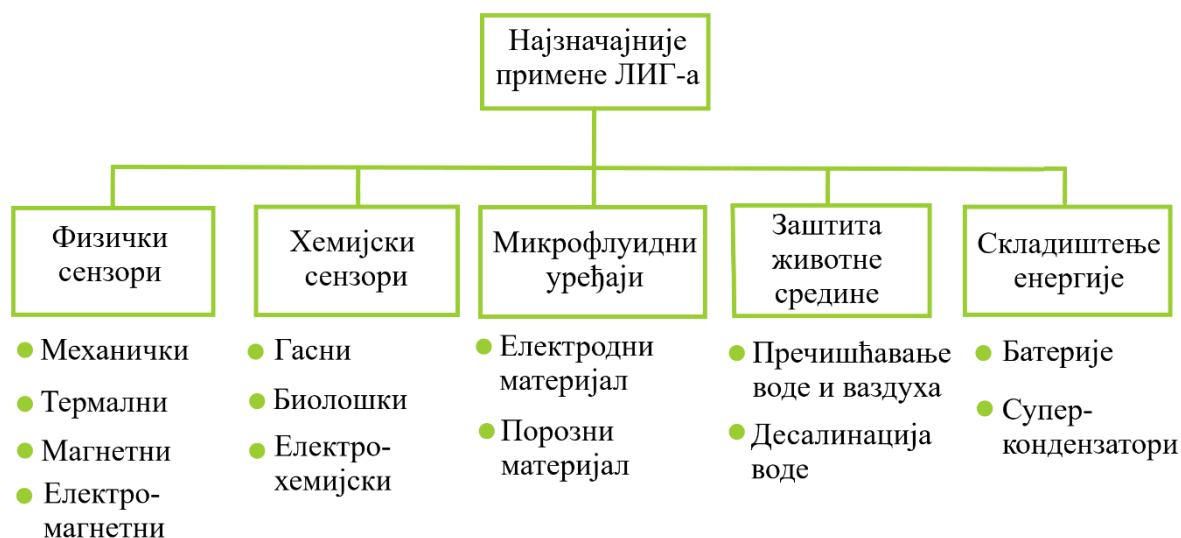 Најзначајније
примене ЛИГ-а
Физички
сензори
Механички
Термални
Магнетни
Електро-
магнетни
Хемијски
сензори
Гасни
Биолошки
Електро-
хемијски
Микрофлуидни
уређаји
Електродни
материјал
Порозни
материјал
Заштита
животне
средине
Пречишћавање
воде и ваздуха
Десалинација
воде
Складиштење
енергије
Батерије
Супер-
кондензатори